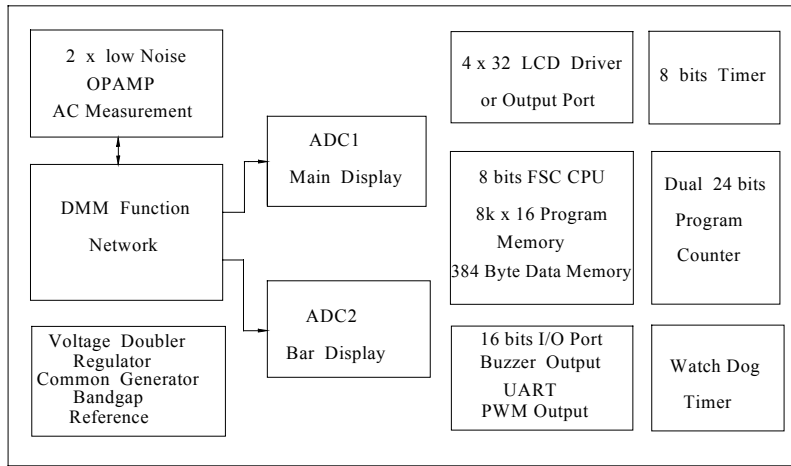 2 x low Noise
OPAMP
AC Measurement
DMM Function
Network
Voltage Doubler
Regulator
Common Generator
Bandgap
Reference
ADC1
Main Display
ADC2
Bar Display
4 x 32 LCD Driver
or Output Port
8 bits Timer
8 bits FSC CPU
8k x 16 Program
Memory
384 Byte Data Memory
Dual 24 bits
Program
Counter
16 bits I/O Port
Buzzer Output
UART
PWM Output
Watch Dog
Timer